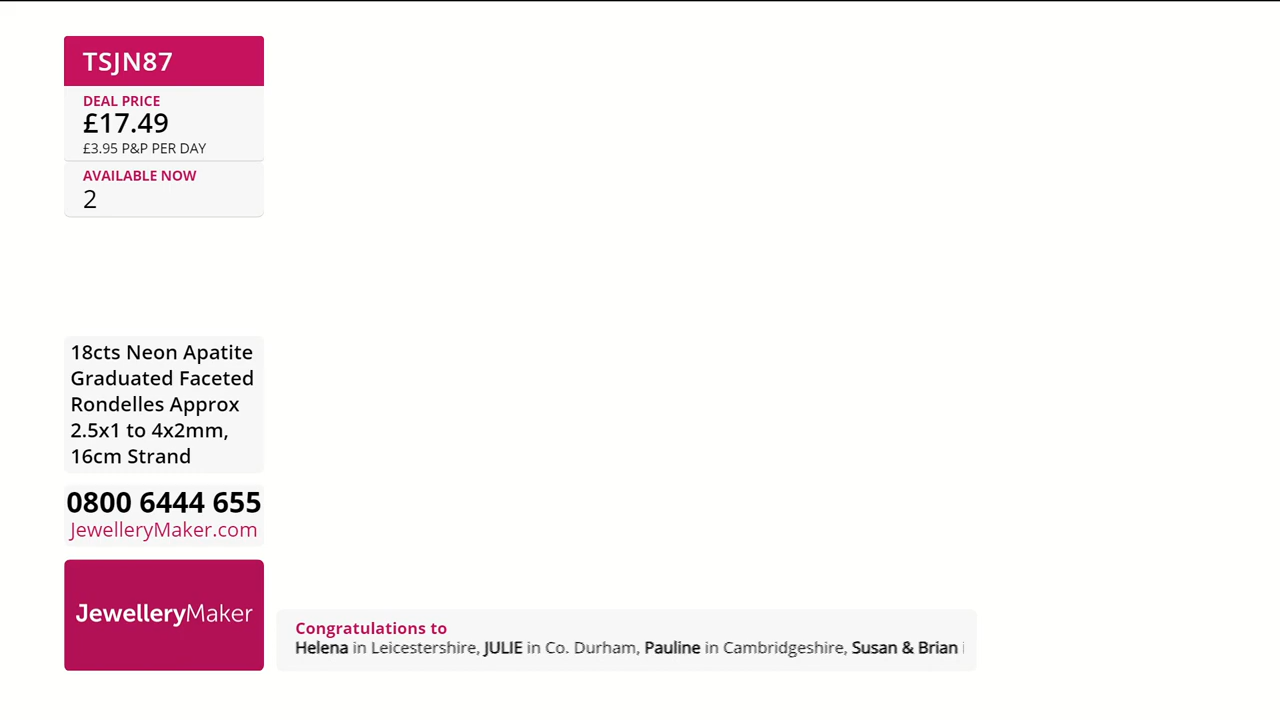 TSJN87
DEAL PRICE
£17.49
£3.95 P&P PER DAY
AVAILABLE NOW
2
18cts Neon Apatite
Graduated Faceted
Rondelles Approx
2.5x1 to 4x2mm,
16cm Strand
0800 6444 655
JewelleryMaker.com
JewelleryMaker
Congratulations to
Helena in Leicestershire, JULIE in Co. Durham, Pauline in Cambridgeshire, Susan & Brian